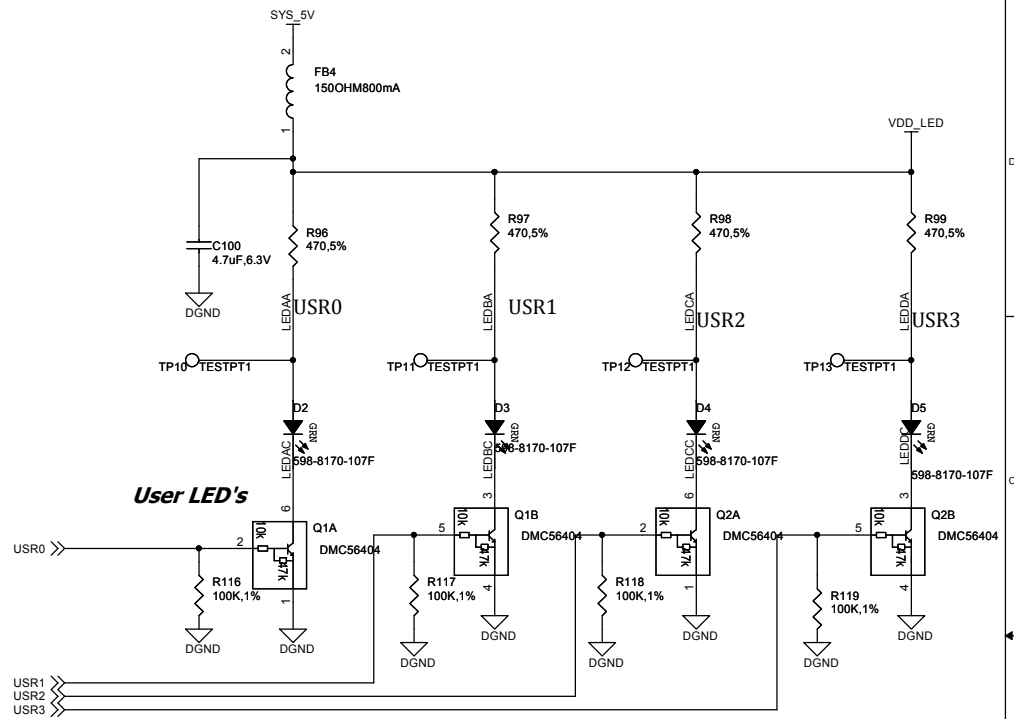 SYS_5V
2
FB4
150OHM800mA
1
VDD_LED
D
R96
470,5%
R97
470,5%
R98
470,5%
R99
470,5%
C100
4.7uF,6.3V
DGND
LEDAA
USR0
LEDBA
USR1
LEDCA
USR2
LEDDA
USR3
TP10
TESTPT1
TP11
TESTPT1
TP12
TESTPT1
TP13
TESTPT1
D2
GRN
LEDAC
598-8170-107F
D3
GRN
LEDBC
598-8170-107F
D4
GRN
LEDCC
598-8170-107F
D5
GRN
LEDDC
598-8170-107F
C
User LED's
6
3
6
3
USR0
2
10k
47k
Q1A
DMC56404
5
10k
47k
Q1B
DMC56404
2
10k
47k
Q2A
DMC56404
5
10k
47k
Q2B
DMC56404
R116
100K,1%
1
R117
100K,1%
4
R118
100K,1%
1
R119
100K,1%
4
DGND
DGND
DGND
DGND
DGND
DGND
DGND
DGND
USR1
USR2
USR3